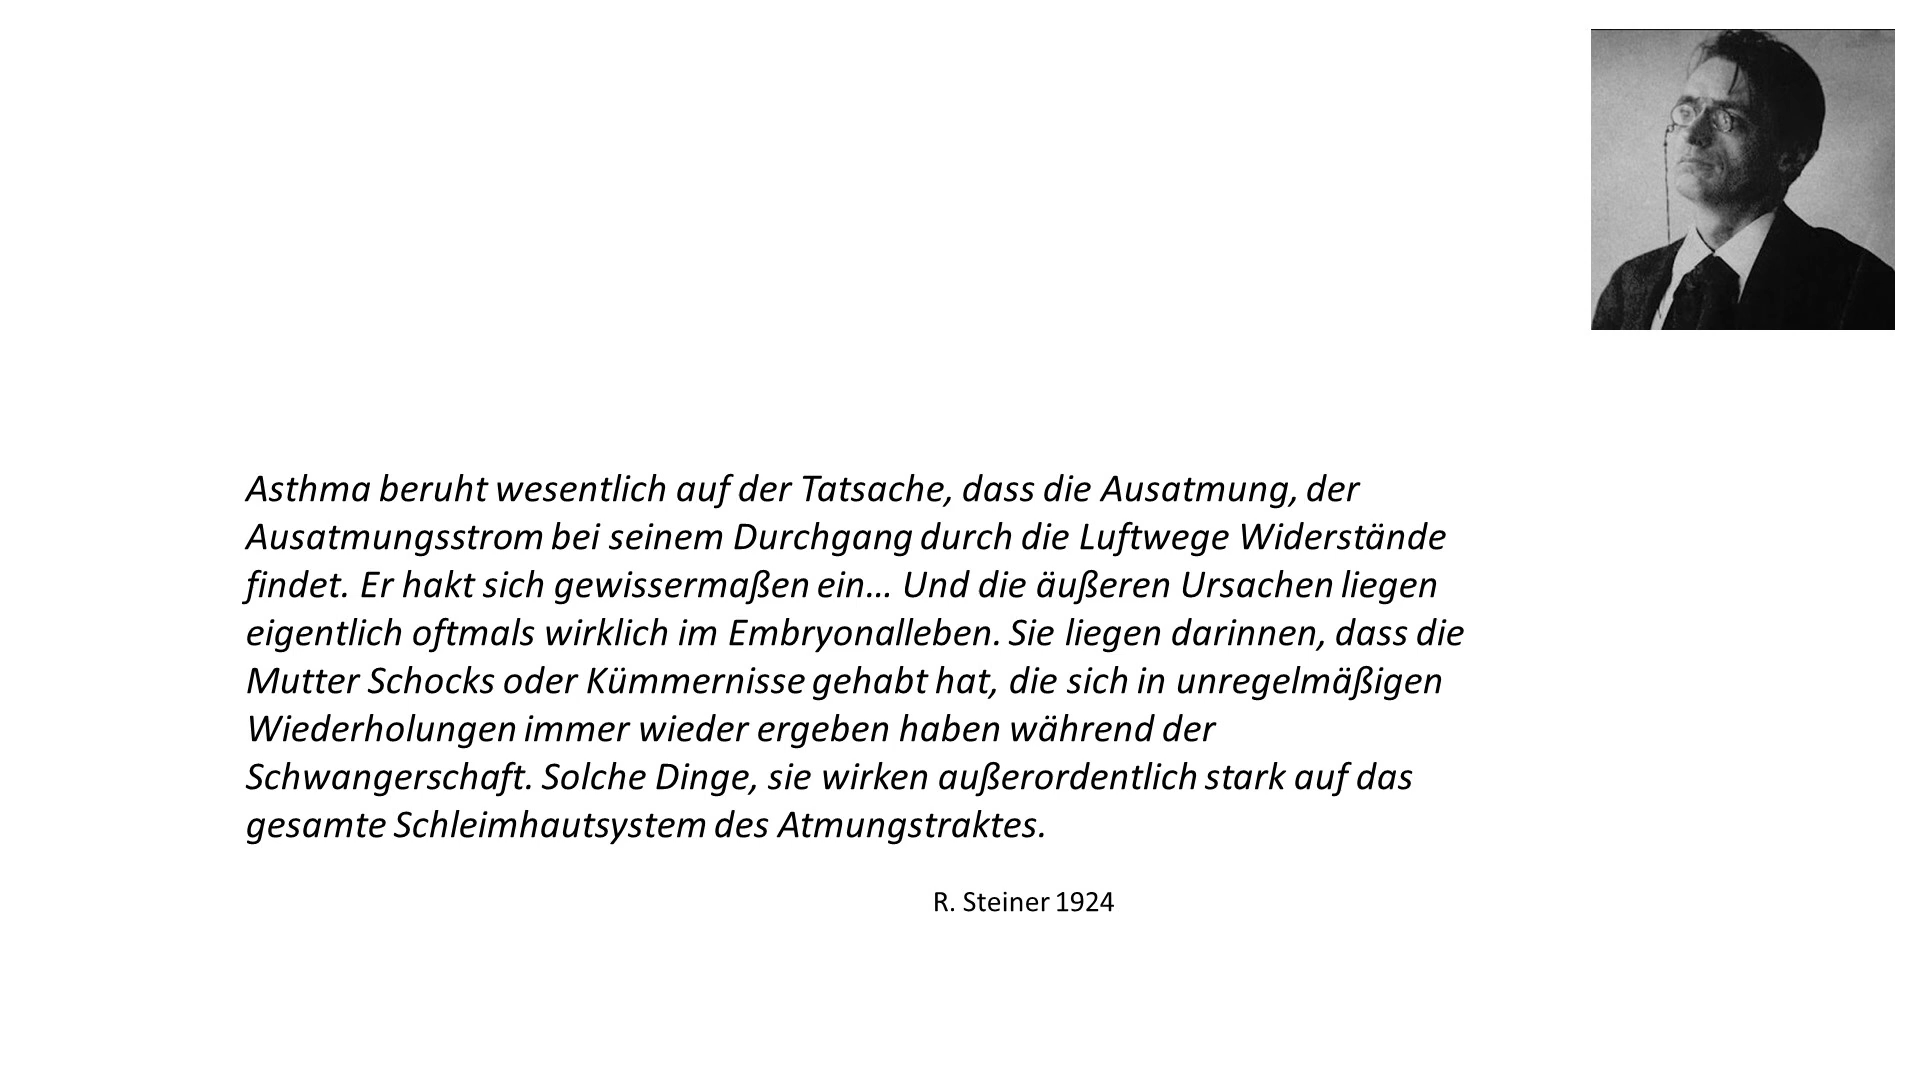 Asthma beruht wesentlich auf der Tatsache, dass die Ausatmung, der
Ausatmungsstrom bei seinem Durchgang durch die Luftwege Widerstände
findet. Er hakt sich gewissermaßen ein... Und die äußeren Ursachen liegen
eigentlich oftmals wirklich im Embryonalleben. Sie liegen darinnen, dass die
Mutter Schocks oder Kümmernisse gehabt hat, die sich in unregelmäßigen
Wiederholungen immer wieder ergeben haben während der
Schwangerschaft. Solche Dinge, sie wirken außerordentlich stark auf das
gesamte Schleimhautsystem des Atmungstraktes.
R. Steiner 1924